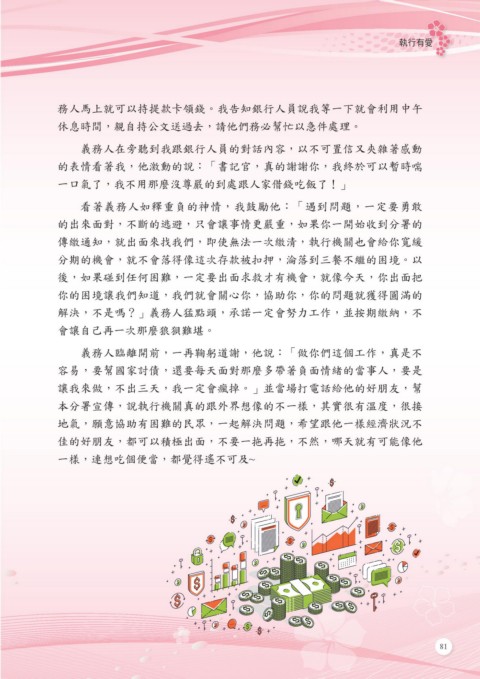 執行有愛
務人馬上就可以持提款卡領錢。我告知銀行人員說我等一下就會利用中午
休息時間，親自持公文送過去，請他們務必幫忙以急件處理。
義務人在旁聽到我跟銀行人員的對話內容，以不可置信又夾雜著感動
的表情看著我，他激動的說：「書記官，真的謝謝你，我終於可以暫時喘
一口氣了，我不用那麼沒尊嚴的到處跟人家借錢吃飯了！」
看著義務人如釋重負的神情，我鼓勵他：「遇到問題，一定要勇敢
的出來面對，不斷的逃避，只會讓事情更嚴重，如果你一開始收到分署的
傳繳通知，就出面來找我們，即使無法一次繳清，執行機關也會給你寬緩
分期的機會，就不會落得像這次存款被扣押，淪落到三餐不繼的困境。以
後，如果碰到任何困難，一定要出面求救才有機會，就像今天，你出面把
你的困境讓我們知道，我們就會關心你，協助你，你的問題就獲得圓滿的
解決，不是嗎？」義務人猛點頭，承諾一定會努力工作，並按期繳納，不
會讓自己再一次那麼狼狽難堪。
義務人臨離開前，一再鞠躬道謝，他說：「做你們這個工作，真是不
容易，要幫國家討債，還要每天面對那麼多帶著負面情緒的當事人，要是
讓我來做，不出三天，我一定會瘋掉。」並當場打電話給他的好朋友，幫
本分署宣傳，說執行機關真的跟外界想像的不一樣，其實很有溫度，很接
地氣，願意協助有困難的民眾，一起解決問題，希望跟他一樣經濟狀況不
佳的好朋友，都可以積極出面，不要一拖再拖，不然，哪天就有可能像他
一樣，連想吃個便當，都覺得遙不可及~
81